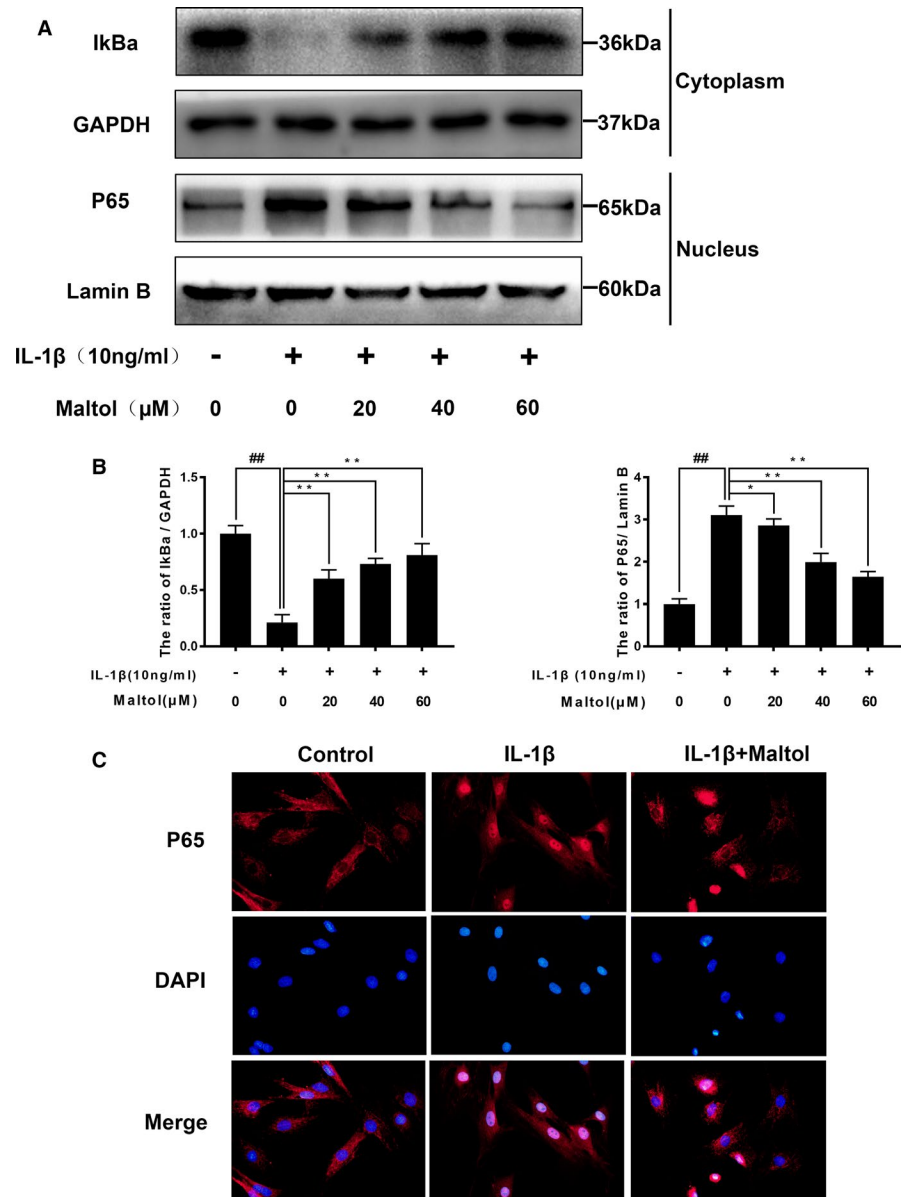 A
IkBa
36kDa
Cytoplasm
GAPDH
37kDa
P65
65kDa
Nucleus
Lamin B
60kDa
IL-1β（10ng/ml） - + + + +
Maltol（μM） 0 0 20 40 60
B
The ratio of IkBa / GAPDH
1.5
1.0
0.5
0.0
##
* *
* *
* *
IL-1β(10ng/ml) - + + + +
Maltol(μM) 0 0 20 40 60
The ratio of P65/ Lamin B
4
3
2
1
0
##
* *
* *
*
IL-1β (10ng/ml) - + + + +
Maltol(μM) 0 0 20 40 60
C
Control IL-1β IL-1β+Maltol
P65
DAPI
Merge